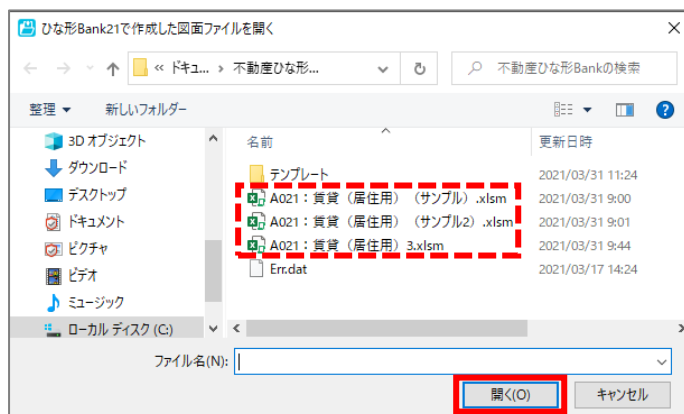 ひな形Bank21で作成した図面ファイルを開く
« ドキュ... › 不動産ひな形...
不動産ひな形Bankの検索
整理 新しいフォルダー
名前 更新日時
3D オブジェクト
ダウンロード
デスクトップ
ドキュメント
ピクチャ
ビデオ
ミュージック
ローカル ディスク (C:)
テンプレート 2021/03/31 11:24
A021：賃貸（居住用）（サンプル）.xlsm 2021/03/31 9:00
A021：賃貸（居住用）（サンプル2）.xlsm 2021/03/31 9:01
A021：賃貸（居住用）3.xlsm 2021/03/31 9:44
Err.dat 2021/03/17 14:24
ファイル名(N):
開く(O) キャンセル